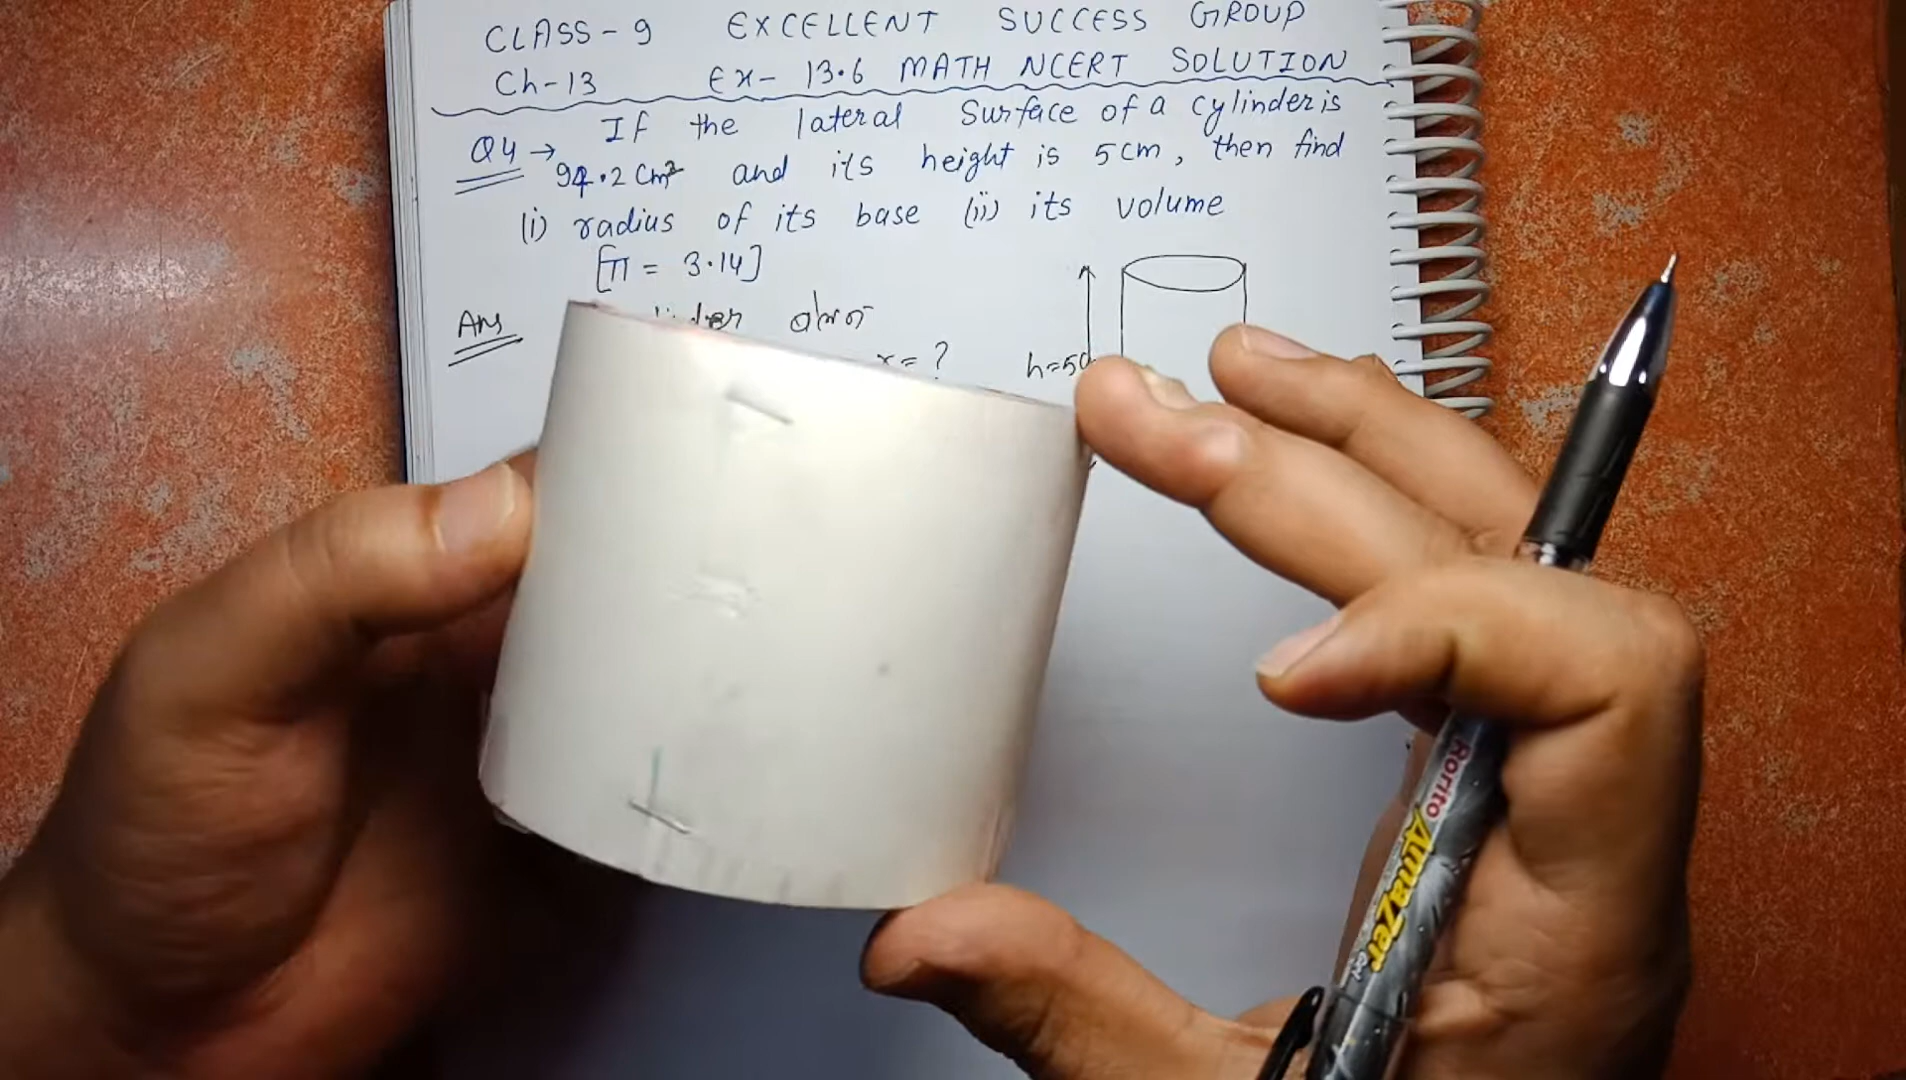 CLASS - 9 EXCELLENT SUCCESS GROUP
Ch-13 Ex- 13.6 MATH NCERT SOLUTION
Q4 → If the lateral Surface of a cylinder is
94.2 Cm² and its height is 5cm, then find
(i) radius of its base (ii) its volume
[π = 3.14]
Ans
r = ? h=5c
Rorito
AmaZer
Gel